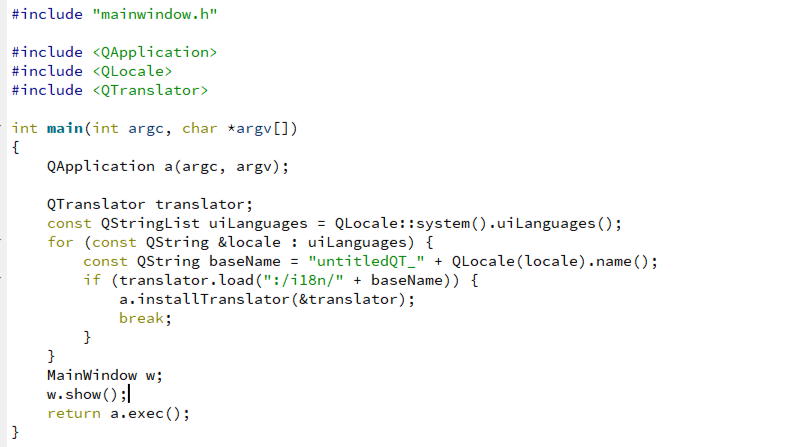 #include "mainwindow.h"

#include <QApplication>
#include <QLocale>
#include <QTranslator>

int main(int argc, char *argv[])
{
    QApplication a(argc, argv);

    QTranslator translator;
    const QStringList uiLanguages = QLocale::system().uiLanguages();
    for (const QString &locale : uiLanguages) {
        const QString baseName = "untitledQT_" + QLocale(locale).name();
        if (translator.load(":/i18n/" + baseName)) {
            a.installTranslator(&translator);
            break;
        }
    }
    MainWindow w;
    w.show();
    return a.exec();
}